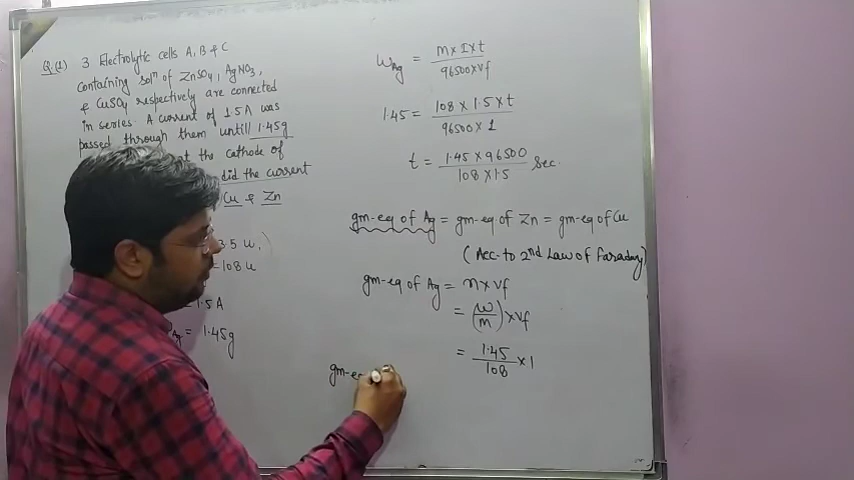 Q.(1) 3 Electrolytic cells A, B & C
containing solⁿ of ZnSO₄, AgNO₃,
& CuSO₄ respectively are connected
in series. A current of 1.5A was
passed through them until 1.45g
at the cathode of
did the current
Cu & Zn
3.5 u,
=108 u
1.5 A
= 1.45g
W_Ag = m×I×t / 96500×vf
1.45 = 108 × 1.5 × t / 96500 × 1
t = 1.45 × 96500 / 108 × 1.5 Sec.
gm-eq of Ag = gm-eq. of Zn = gm-eq of Cu
( Acc. to 2nd Law of Faraday)
gm-eq of Ag = n×vf
= (w/m) × vf
= 1.45/108 × 1
gm-e